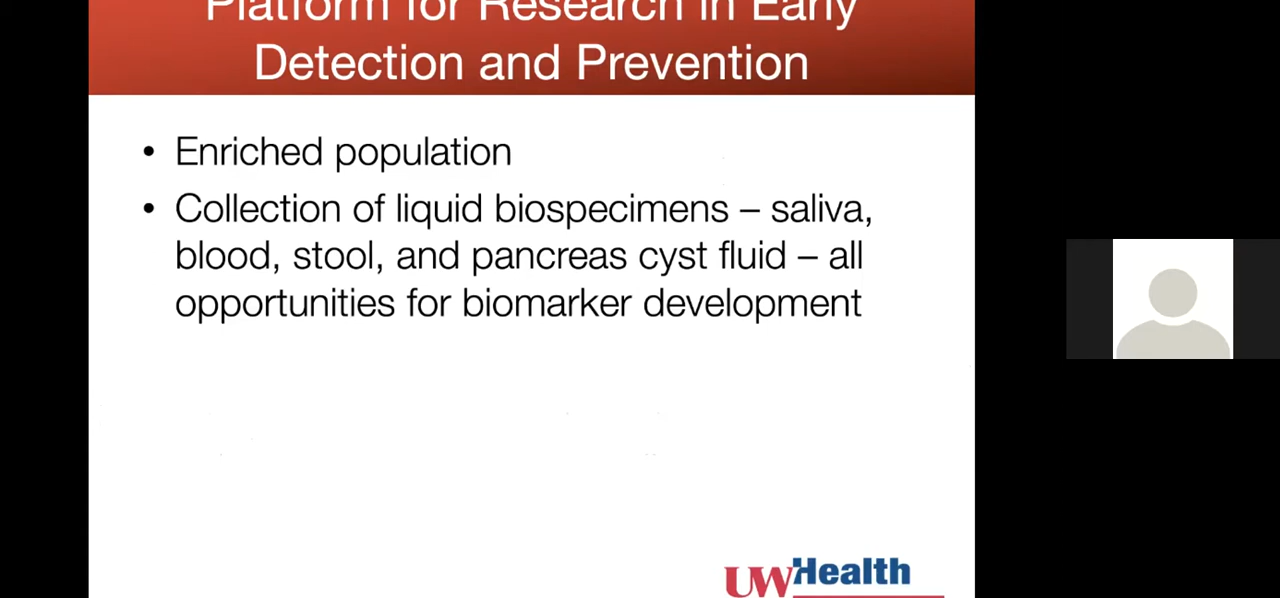 Platform for Research in Early
Detection and Prevention
• Enriched population
• Collection of liquid biospecimens – saliva,
blood, stool, and pancreas cyst fluid – all
opportunities for biomarker development
UWHealth